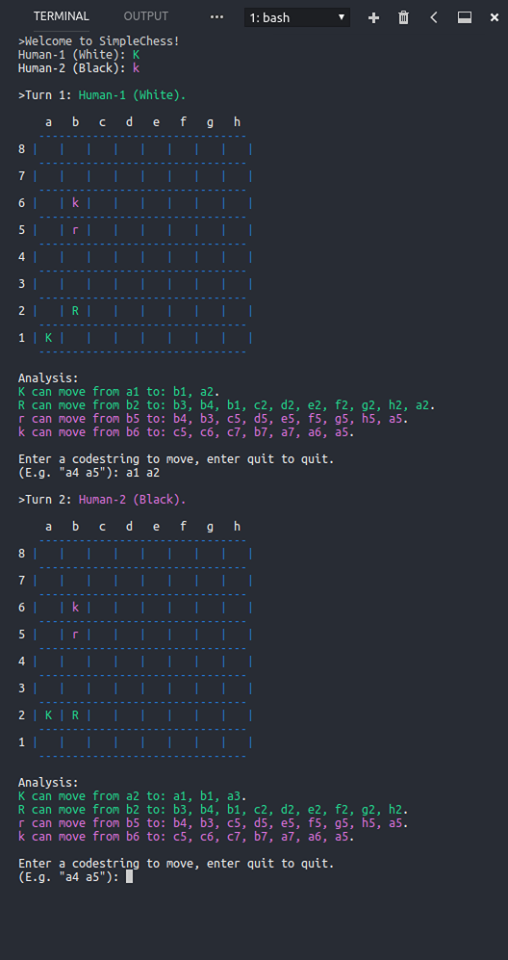 TERMINAL OUTPUT ··· 1: bash
>Welcome to SimpleChess!
Human-1 (White): K
Human-2 (Black): k
>Turn 1: Human-1 (White).
a b c d e f g h
-------------------------------
8 | | | | | | | | |
-------------------------------
7 | | | | | | | | |
-------------------------------
6 | | k | | | | | | |
-------------------------------
5 | | r | | | | | | |
-------------------------------
4 | | | | | | | | |
-------------------------------
3 | | | | | | | | |
-------------------------------
2 | | R | | | | | | |
-------------------------------
1 | K | | | | | | | |
-------------------------------
Analysis:
K can move from a1 to: b1, a2.
R can move from b2 to: b3, b4, b1, c2, d2, e2, f2, g2, h2, a2.
r can move from b5 to: b4, b3, c5, d5, e5, f5, g5, h5, a5.
k can move from b6 to: c5, c6, c7, b7, a7, a6, a5.
Enter a codestring to move, enter quit to quit.
(E.g. "a4 a5"): a1 a2
>Turn 2: Human-2 (Black).
a b c d e f g h
-------------------------------
8 | | | | | | | | |
-------------------------------
7 | | | | | | | | |
-------------------------------
6 | | k | | | | | | |
-------------------------------
5 | | r | | | | | | |
-------------------------------
4 | | | | | | | | |
-------------------------------
3 | | | | | | | | |
-------------------------------
2 | K | R | | | | | | |
-------------------------------
1 | | | | | | | | |
-------------------------------
Analysis:
K can move from a2 to: a1, b1, a3.
R can move from b2 to: b3, b4, b1, c2, d2, e2, f2, g2, h2.
r can move from b5 to: b4, b3, c5, d5, e5, f5, g5, h5, a5.
k can move from b6 to: c5, c6, c7, b7, a7, a6, a5.
Enter a codestring to move, enter quit to quit.
(E.g. "a4 a5"):